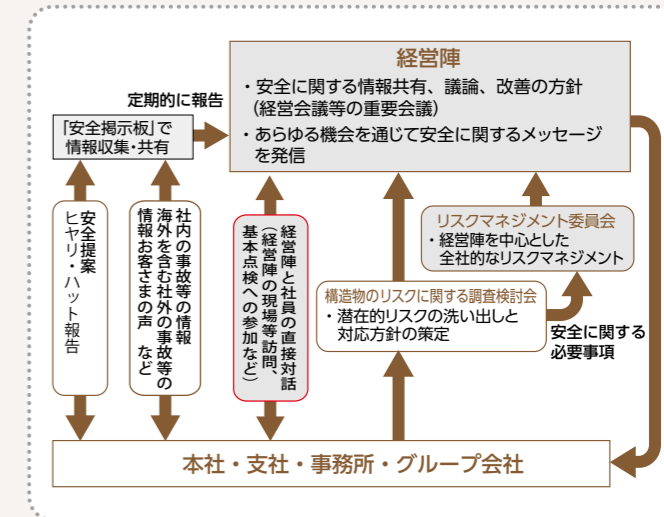 経営陣
・安全に関する情報共有、議論、改善の方針
（経営会議等の重要会議）
・あらゆる機会を通じて安全に関するメッセージ
を発信
定期的に報告
「安全掲示板」で
情報収集・共有
安全提案
ヒヤリ・ハット報告
社内の事故等の情報
海外を含む社外の事故等の
情報お客さまの声　など
経営陣と社員の直接対話
（経営陣の現場等訪問、
基本点検への参加など）
リスクマネジメント委員会
・経営陣を中心とした
全社的なリスクマネジメント
構造物のリスクに関する調査検討会
・潜在的リスクの洗い出しと
対応方針の策定
安全に関する
必要事項
本社・支社・事務所・グループ会社